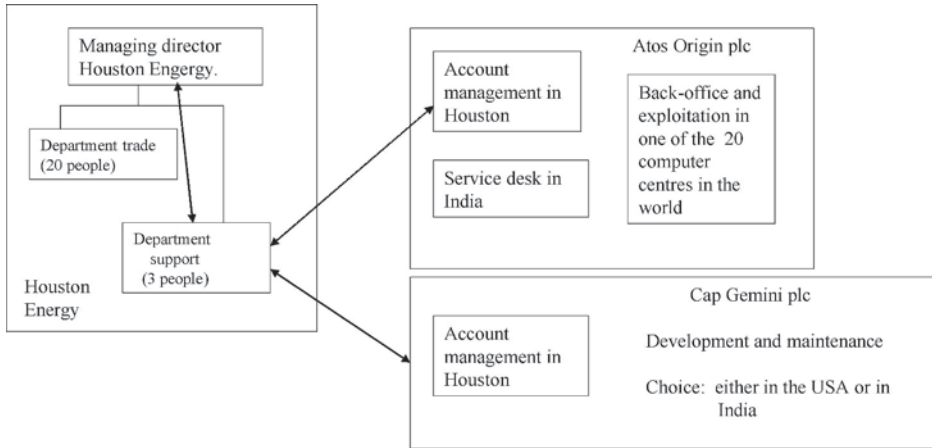 Managing director
Houston Engergy.
Department trade
(20 people)
Department
support
(3 people)
Houston
Energy
Atos Origin plc
Account
management in
Houston
Service desk in
India
Back-office and
exploitation in
one of the 20
computer
centres in the
world
Cap Gemini plc
Account
management in
Houston
Development and maintenance
Choice: either in the USA or in
India